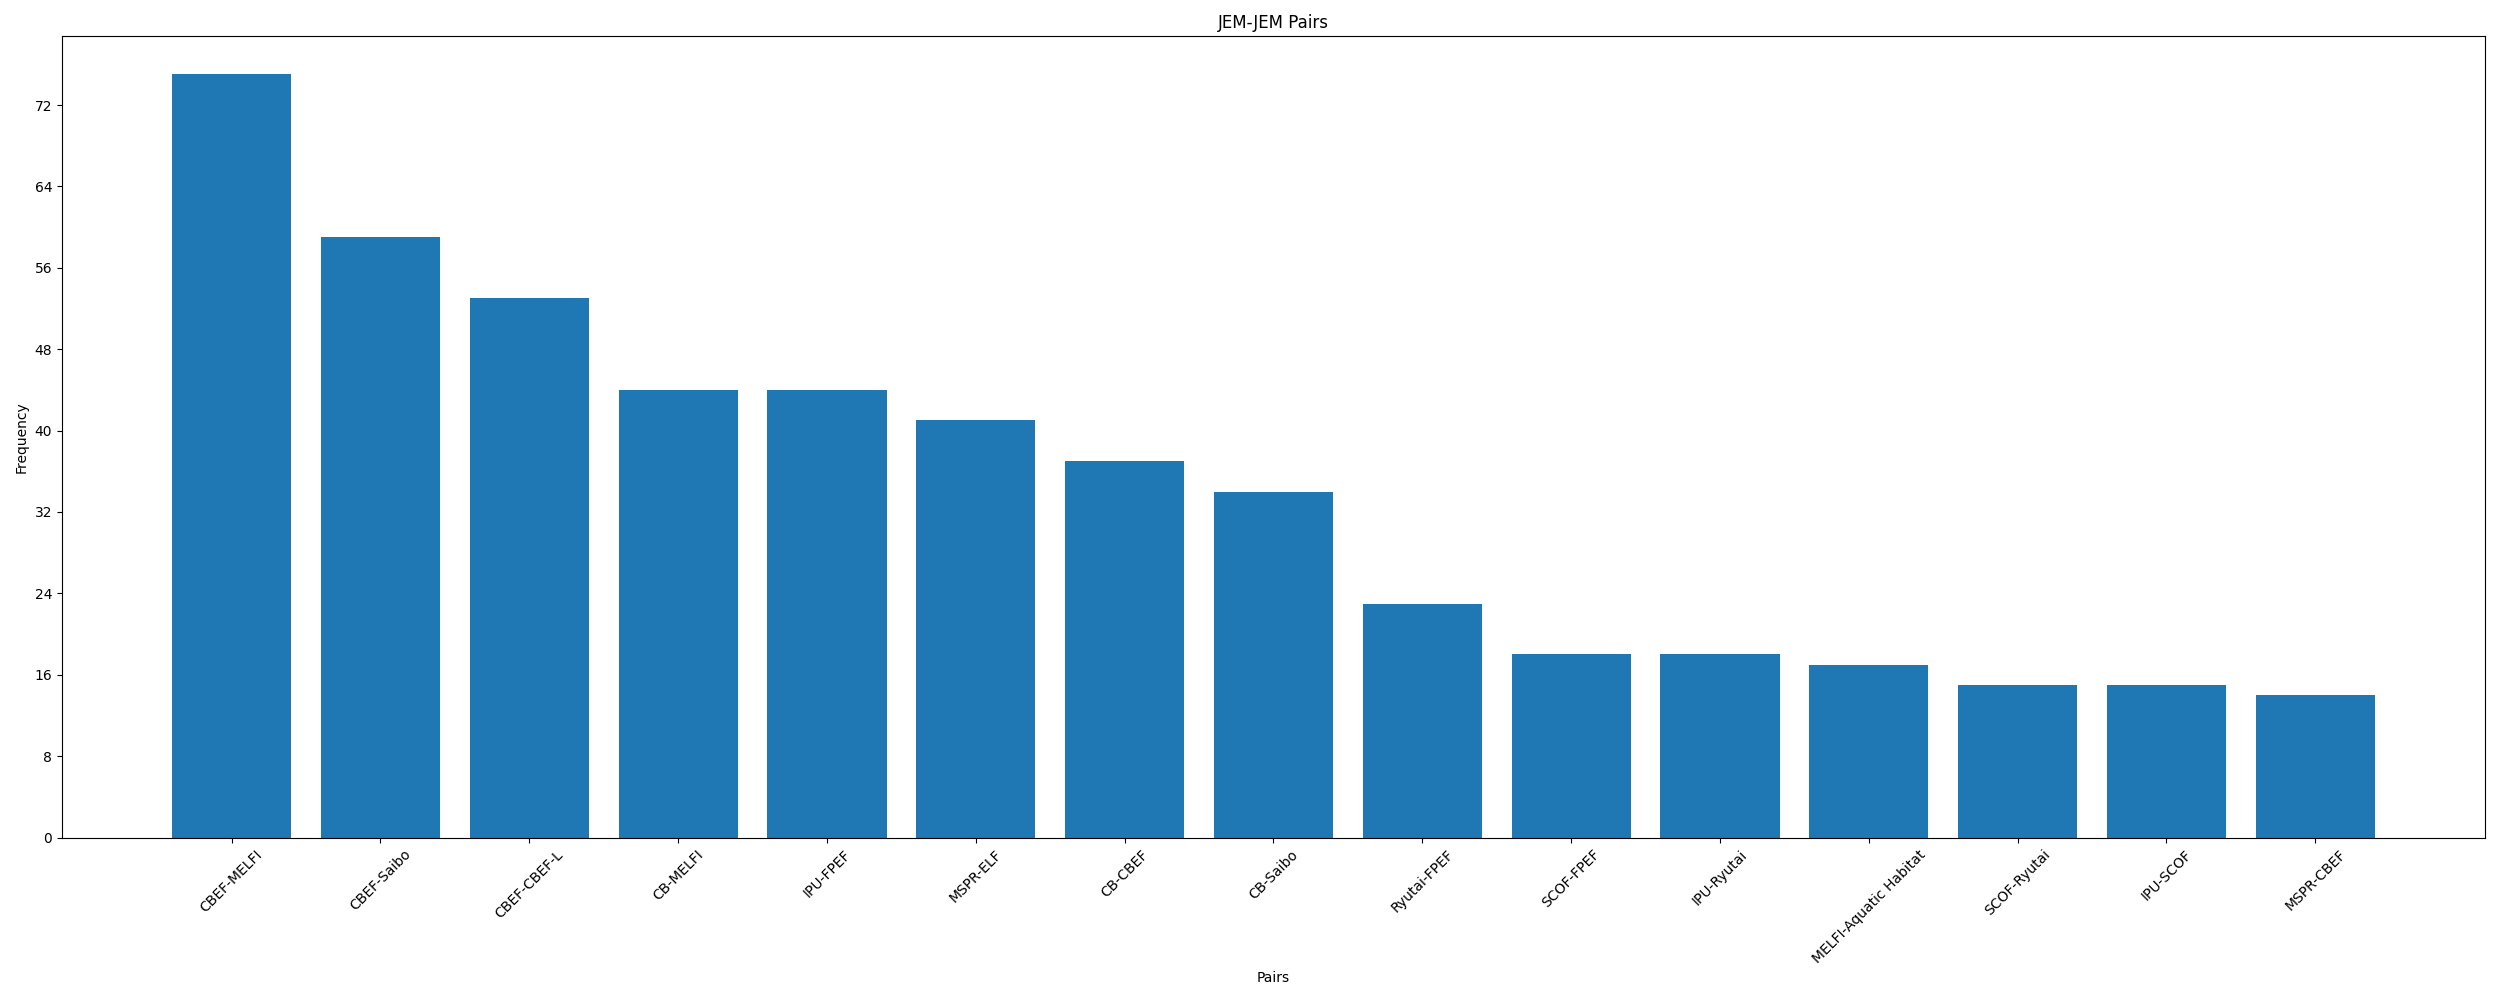 JEM-JEM Pairs
Frequency
72
64
56
48
40
32
24
16
8
0
CBEF-MELFI
CBEF-Saibo
CBEF-CBEF-L
CB-MELFI
IPU-FPEF
MSPR-ELF
CB-CBEF
CB-Saibo
Ryutai-FPEF
SCOF-FPEF
IPU-Ryutai
MELFI-Aquatic Habitat
SCOF-Ryutai
IPU-SCOF
MSPR-CBEF
Pairs